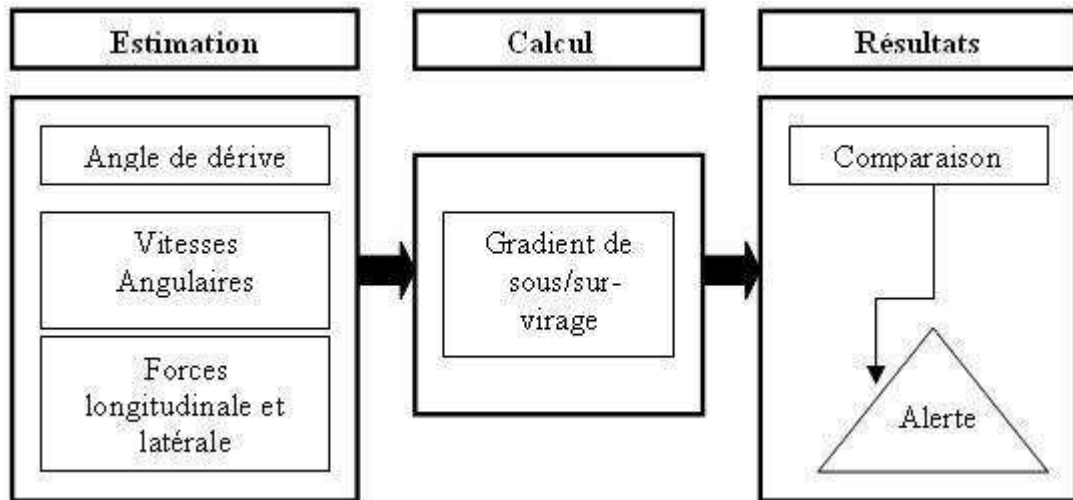 Estimation
Calcul
Résultats
Angle de dérive
Vitesses
Angulaires
Forces
longitudinale et
latérale
Gradient de
sous/sur-
virage
Comparaison
Alerte